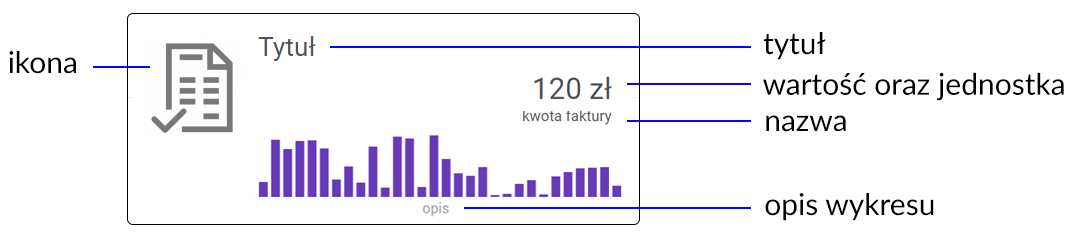 ikona
Tytuł
tytuł
120 zł
wartość oraz jednostka
kwota faktury
nazwa
opis
opis wykresu